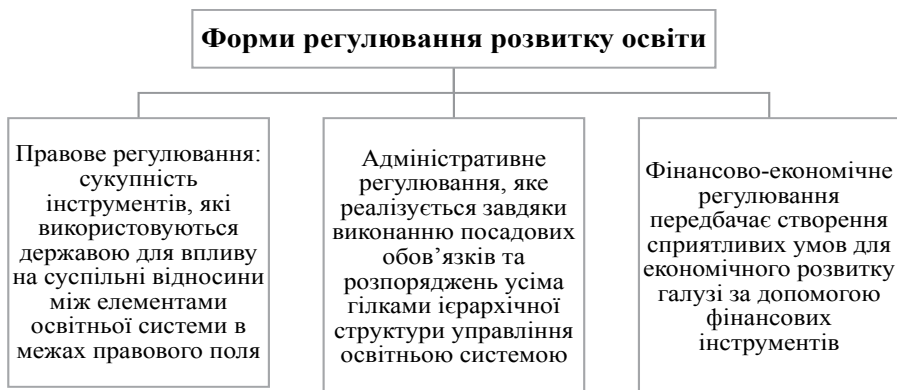 Форми регулювання розвитку освіти
Правове регулювання:
сукупність
інструментів, які
використовуються
державою для впливу
на суспільні відносини
між елементами
освітньої системи в
межах правового поля
Адміністративне
регулювання, яке
реалізується завдяки
виконанню посадових
обов’язків та
розпоряджень усіма
гілками ієрархічної
структури управління
освітньою системою
Фінансово-економічне
регулювання
передбачає створення
сприятливих умов для
економічного розвитку
галузі за допомогою
фінансових
інструментів